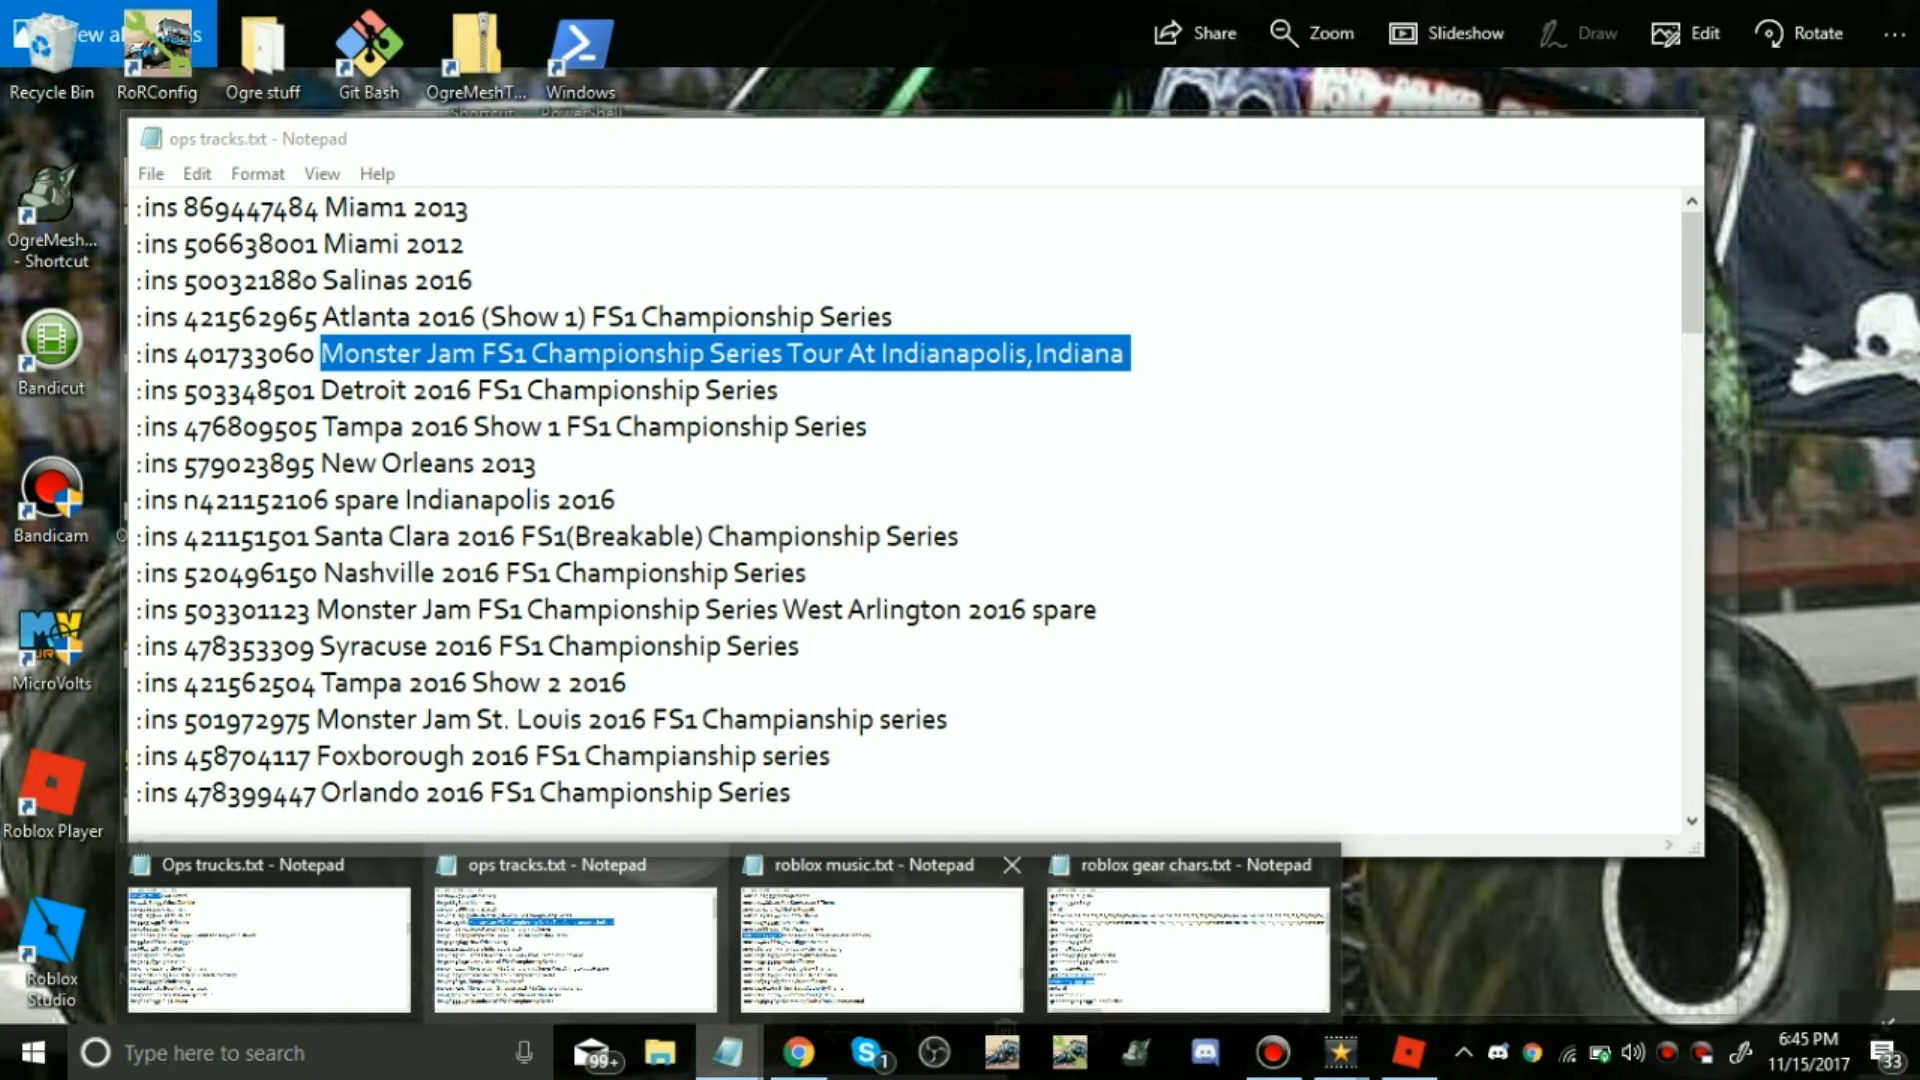 ew al
s
Share
Zoom
Slideshow
Draw
Edit
Rotate
Recycle Bin
RoRConfig
Ogre stuff
Git Bash
OgreMeshT...
Windows
PowerShell
ops tracks.txt - Notepad
File Edit Format View Help
:ins 869447484 Miam1 2013
:ins 506638001 Miami 2012
:ins 500321880 Salinas 2016
:ins 421562965 Atlanta 2016 (Show 1) FS1 Championship Series
:ins 401733060 Monster Jam FS1 Championship Series Tour At Indianapolis,Indiana
:ins 503348501 Detroit 2016 FS1 Championship Series
:ins 476809505 Tampa 2016 Show 1 FS1 Championship Series
:ins 579023895 New Orleans 2013
:ins n421152106 spare Indianapolis 2016
:ins 421151501 Santa Clara 2016 FS1(Breakable) Championship Series
:ins 520496150 Nashville 2016 FS1 Championship Series
:ins 503301123 Monster Jam FS1 Championship Series West Arlington 2016 spare
:ins 478353309 Syracuse 2016 FS1 Championship Series
:ins 421562504 Tampa 2016 Show 2 2016
:ins 501972975 Monster Jam St. Louis 2016 FS1 Champianship series
:ins 458704117 Foxborough 2016 FS1 Champianship series
:ins 478399447 Orlando 2016 FS1 Championship Series
OgreMesh...
- Shortcut
Bandicut
Bandicam
MicroVolts
Roblox Player
Roblox
Studio
Ops trucks.txt - Notepad
ops tracks.txt - Notepad
roblox music.txt - Notepad
roblox gear chars.txt - Notepad
Type here to search
99+
1
6:45 PM
11/15/2017
33